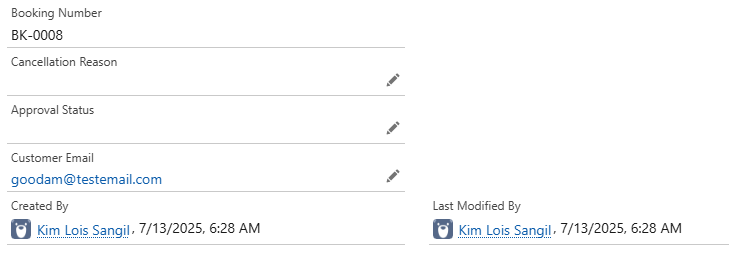 Booking Number
BK-0008
Cancellation Reason
Approval Status
Customer Email
goodam@testemail.com
Created By
Kim Lois Sangil, 7/13/2025, 6:28 AM
Last Modified By
Kim Lois Sangil, 7/13/2025, 6:28 AM